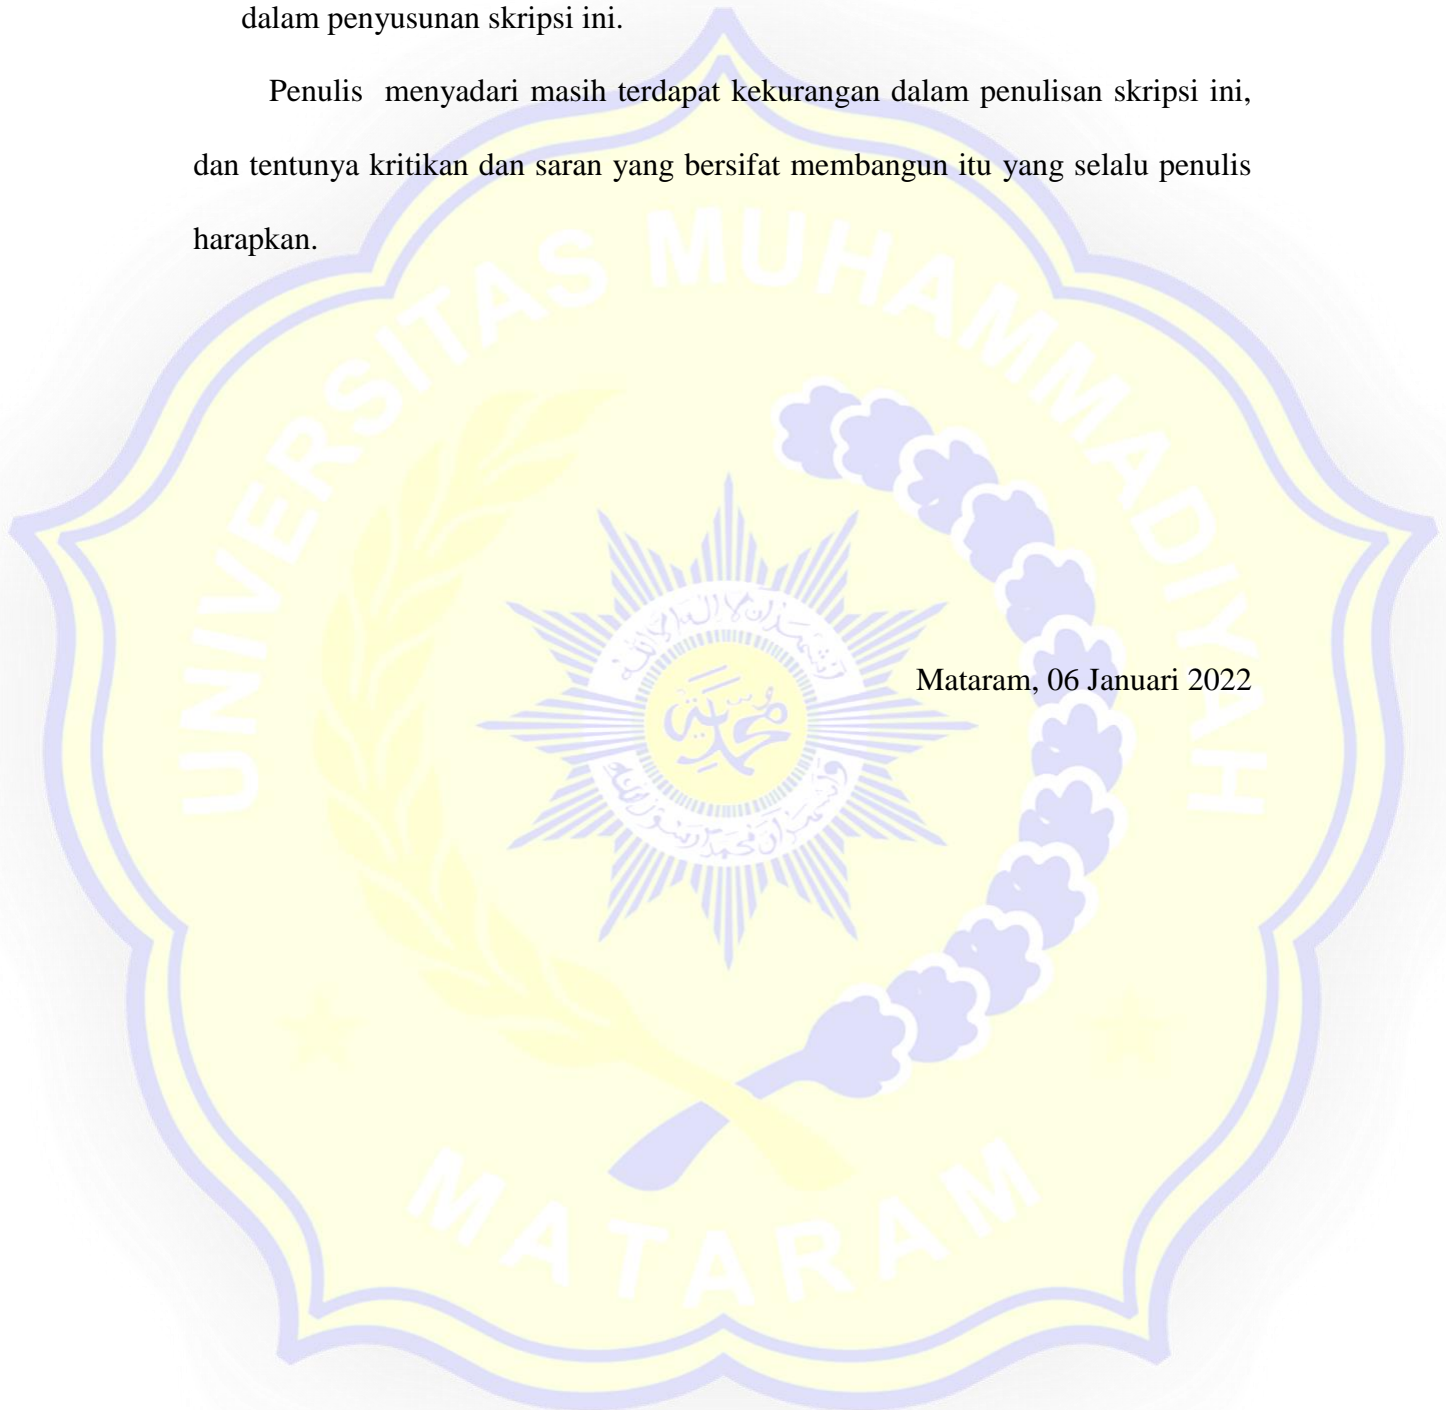 dalam penyusunan skripsi ini.
Penulis menyadari masih terdapat kekurangan dalam penulisan skripsi ini,
dan tentunya kritikan dan saran yang bersifat membangun itu yang selalu penulis
harapkan.
UNIVERSITAS MUHAMMADIYAH
Mataram, 06 Januari 2022
MATARAM